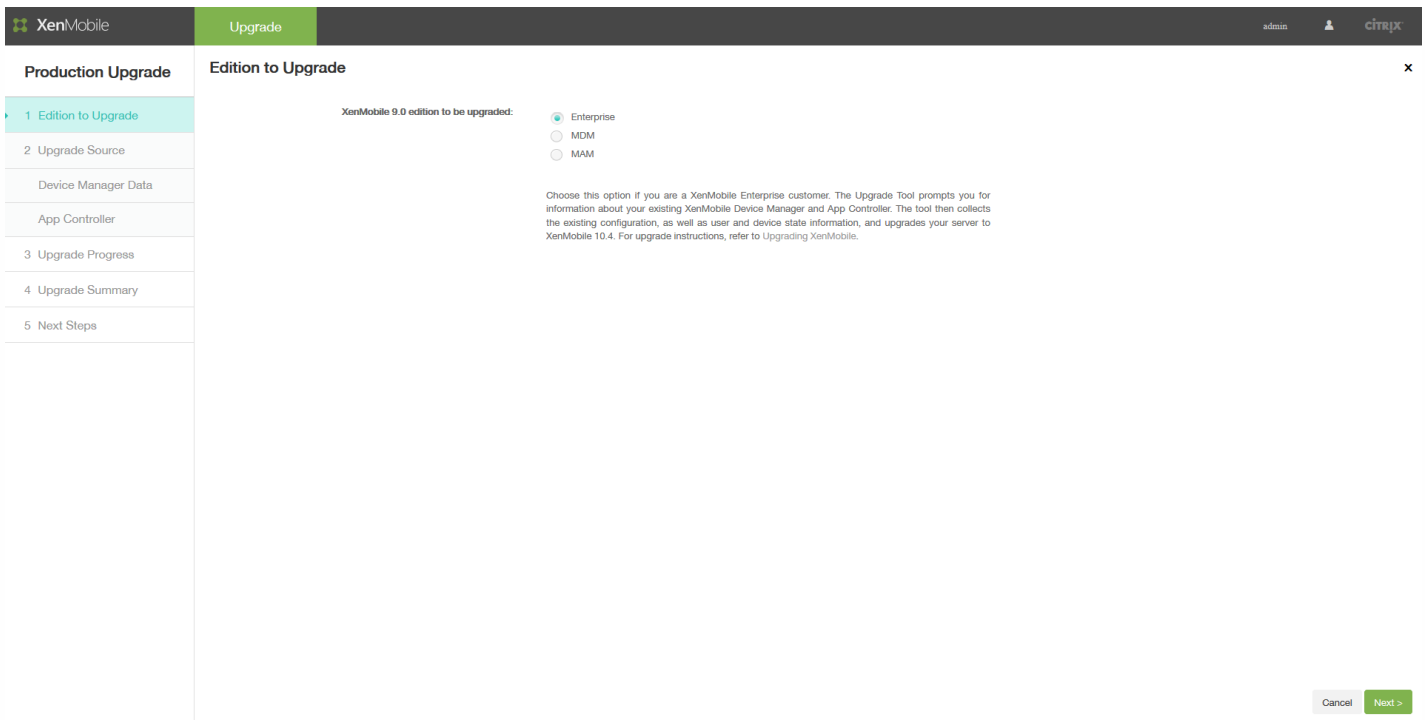 XenMobile
Upgrade
admin
CİTRIX
Production Upgrade
1 Edition to Upgrade
2 Upgrade Source
Device Manager Data
App Controller
3 Upgrade Progress
4 Upgrade Summary
5 Next Steps
Edition to Upgrade
x
XenMobile 9.0 edition to be upgraded:
Enterprise
MDM
MAM
Choose this option if you are a XenMobile Enterprise customer. The Upgrade Tool prompts you for
information about your existing XenMobile Device Manager and App Controller. The tool then collects
the existing configuration, as well as user and device state information, and upgrades your server to
XenMobile 10.4. For upgrade instructions, refer to Upgrading XenMobile.
Cancel
Next >